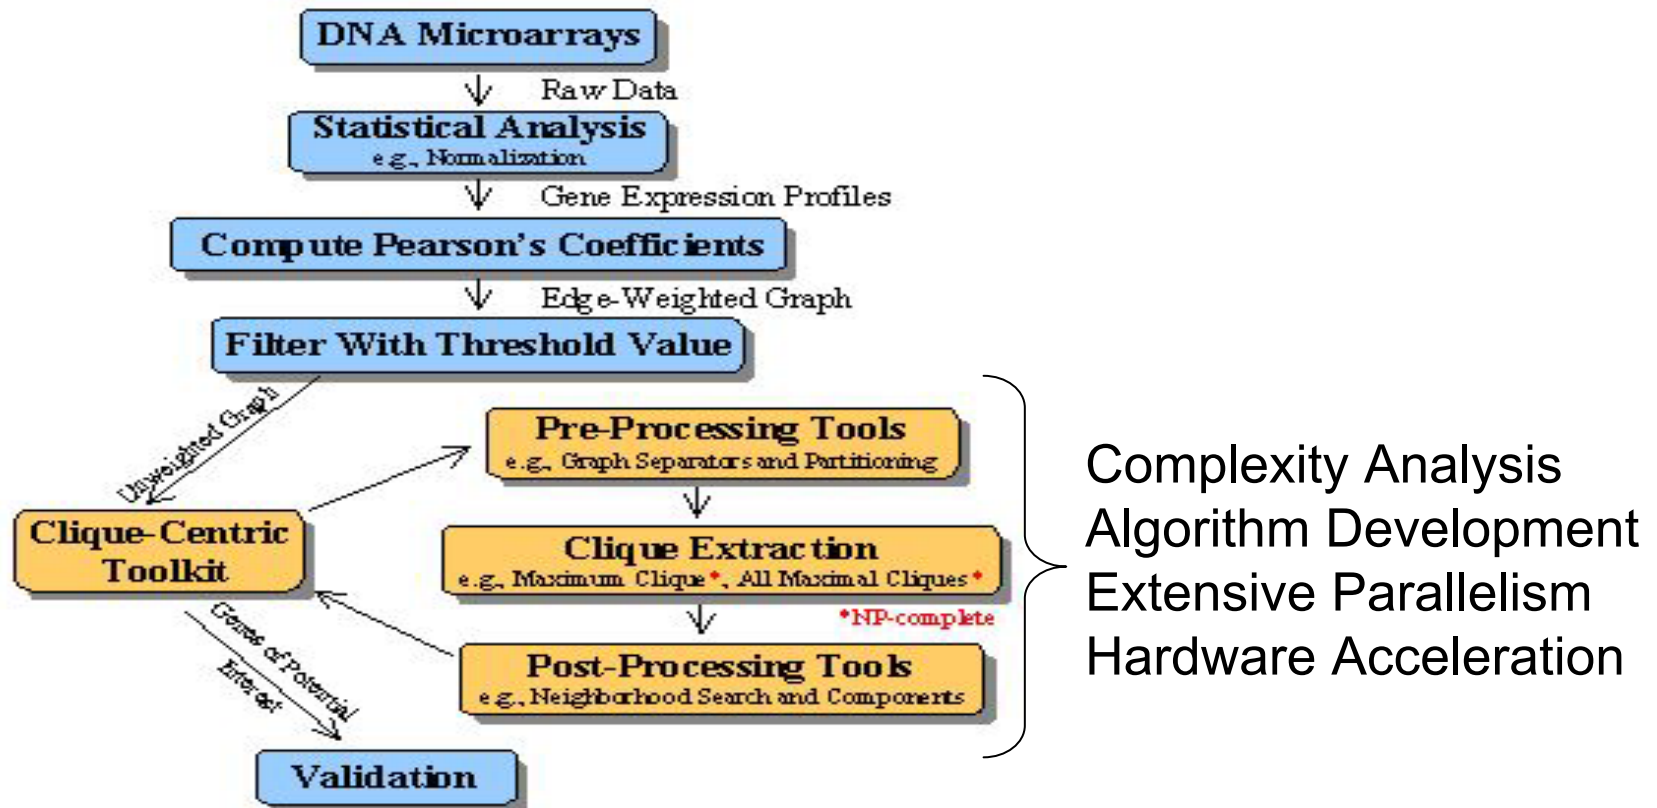 DNA Microarrays
Raw Data
Statistical Analysis
e.g., Normalization
Gene Expression Profiles
Compute Pearson's Coefficients
Edge-Weighted Graph
Filter With Threshold Value
Unweighted Graph
Pre-Processing Tools
e.g., Graph Separators and Partitioning
Clique-Centric
Toolkit
Clique Extraction
e.g., Maximum Clique*, All Maximal Cliques*
*NP-complete
Post-Processing Tools
e.g., Neighborhood Search and Components
Genes of Potential
Interest
Validation
Complexity Analysis
Algorithm Development
Extensive Parallelism
Hardware Acceleration